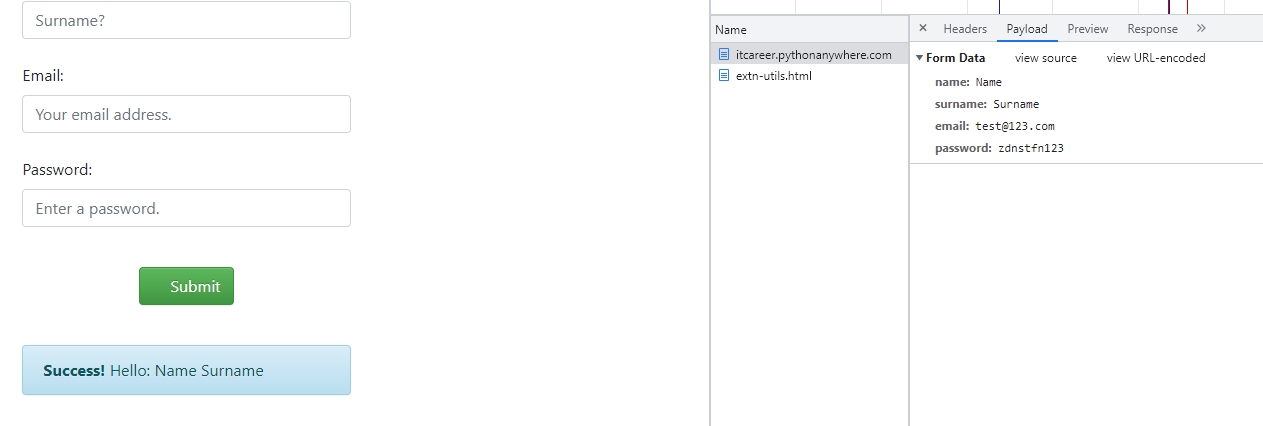 Surname?
Email:
Your email address.
Password:
Enter a password.
Submit
Success! Hello: Name Surname
Name
itcareer.pythonanywhere.com
extn-utils.html
× Headers Payload Preview Response »
Form Data view source view URL-encoded
name: Name
surname: Surname
email: test@123.com
password: zdnstfn123